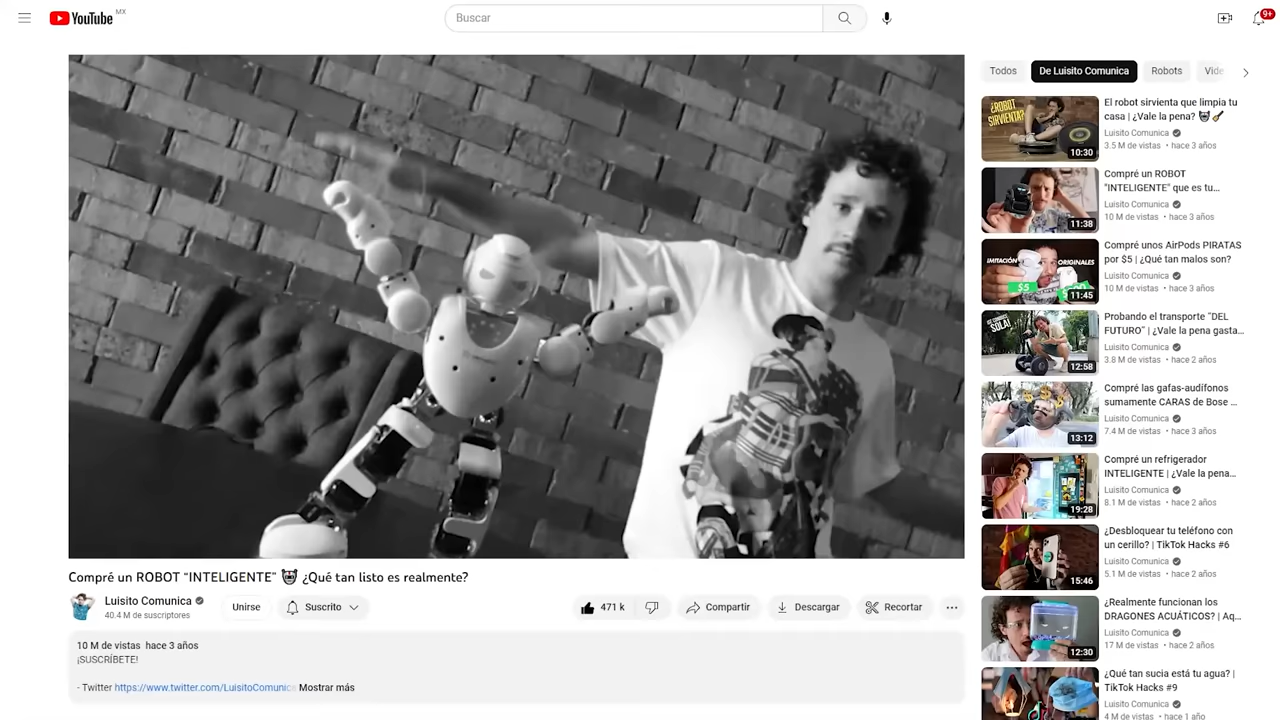 YouTube MX
Buscar
9+
Todos
De Luisito Comunica
Robots
¿ROBOT
SIRVIENTA?
10:30
El robot sirvienta que limpia tu
casa | ¿Vale la pena?
Luisito Comunica
3.5 M de vistas • hace 3 años
11:38
Compré un ROBOT
"INTELIGENTE" que es tu…
Luisito Comunica
10 M de vistas • hace 3 años
IMITACIÓN
ORIGINALES
$5
11:45
Compré unos AirPods PIRATAS
por $5 | ¿Qué tan malos son?
Luisito Comunica
10 M de vistas • hace 3 años
SOLA!
12:58
Probando el transporte "DEL
FUTURO" | ¿Vale la pena gasta…
Luisito Comunica
3.8 M de vistas • hace 2 años
13:12
Compré las gafas-audífonos
sumamente CARAS de Bose …
Luisito Comunica
7.4 M de vistas • hace 3 años
19:28
Compré un refrigerador
INTELIGENTE | ¿Vale la pena…
Luisito Comunica
8.1 M de vistas • hace 2 años
15:46
¿Desbloquear tu teléfono con
un cerillo? | TikTok Hacks #6
Luisito Comunica
5.1 M de vistas • hace 2 años
12:30
¿Realmente funcionan los
DRAGONES ACUÁTICOS? | Aq…
Luisito Comunica
17 M de vistas • hace 2 años
¿Qué tan sucia está tu agua? |
TikTok Hacks #9
Luisito Comunica
4 M de vistas • hace 1 año
Compré un ROBOT "INTELIGENTE" ¿Qué tan listo es realmente?
Luisito Comunica
40.4 M de suscriptores
Unirse
Suscrito
471 k
Compartir
Descargar
Recortar
10 M de vistas hace 3 años
¡SUSCRÍBETE!
- Twitter https://www.twitter.com/LuisitoComunic Mostrar más